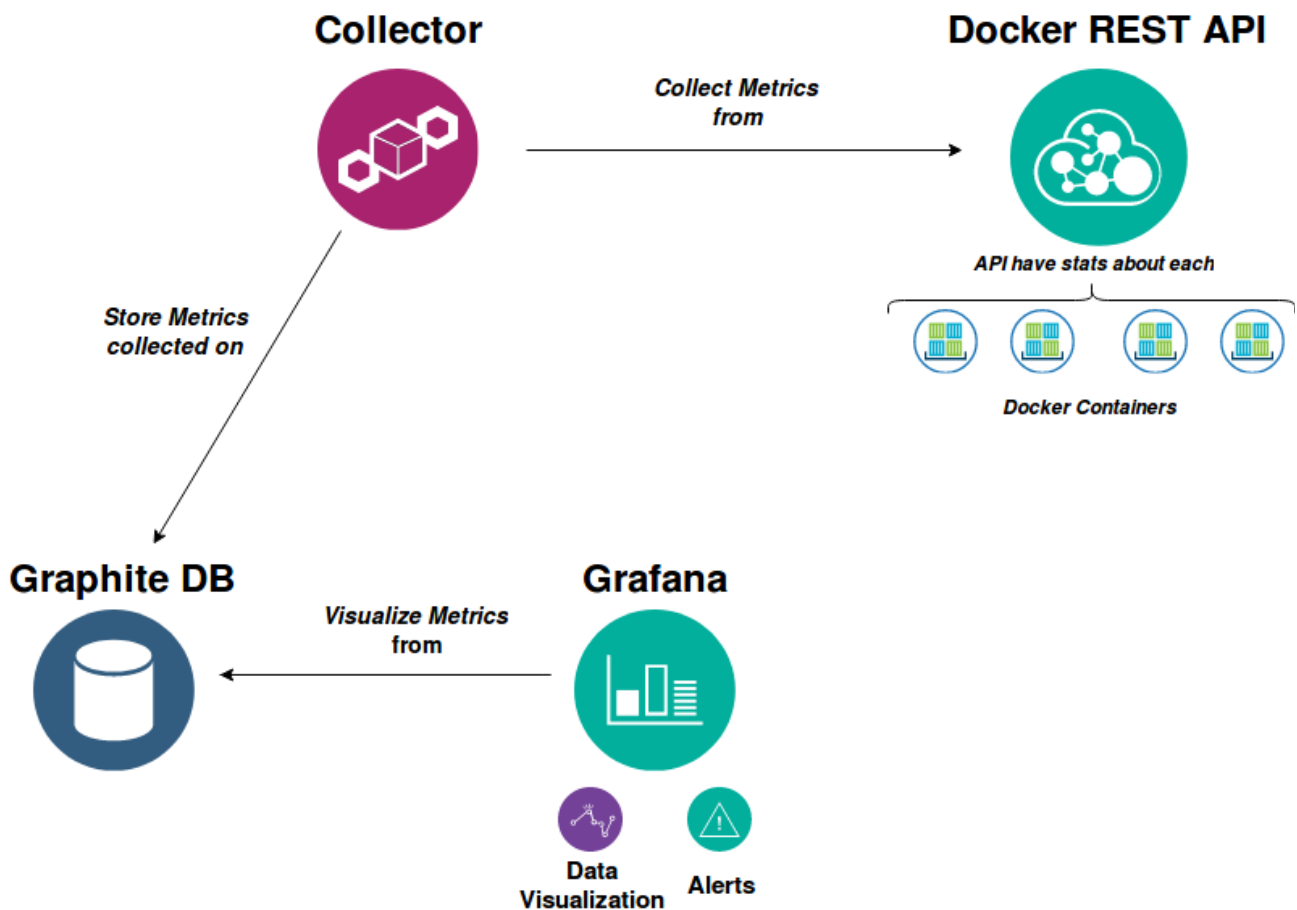 Collector
Docker REST API
Collect Metrics
from
API have stats about each
Store Metrics
collected on
Docker Containers
Graphite DB
Grafana
Visualize Metrics
from
Data
Visualization
Alerts